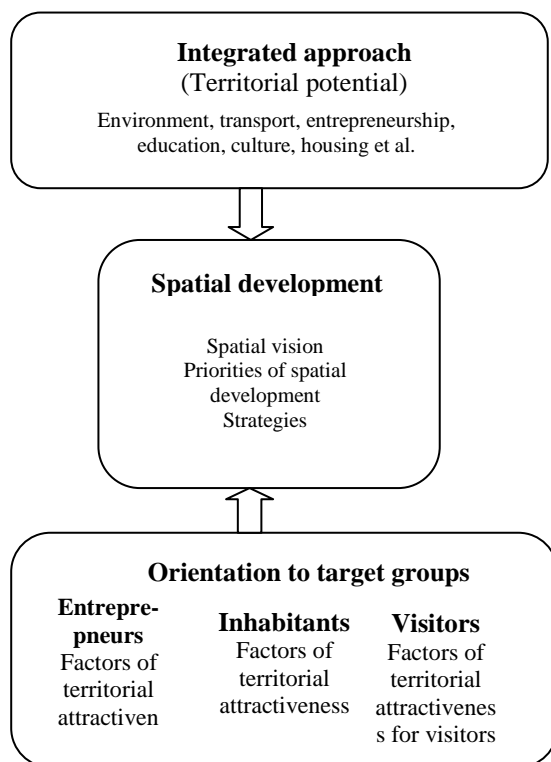 Integrated approach
(Territorial potential)
Environment, transport, entrepreneurship,
education, culture, housing et al.
Spatial development
Spatial vision
Priorities of spatial
development
Strategies
Orientation to target groups
Entrepre-
pneurs
Factors of
territorial
attractiven
Inhabitants
Factors of
territorial
attractiveness
Visitors
Factors of
territorial
attractivenes
s for visitors